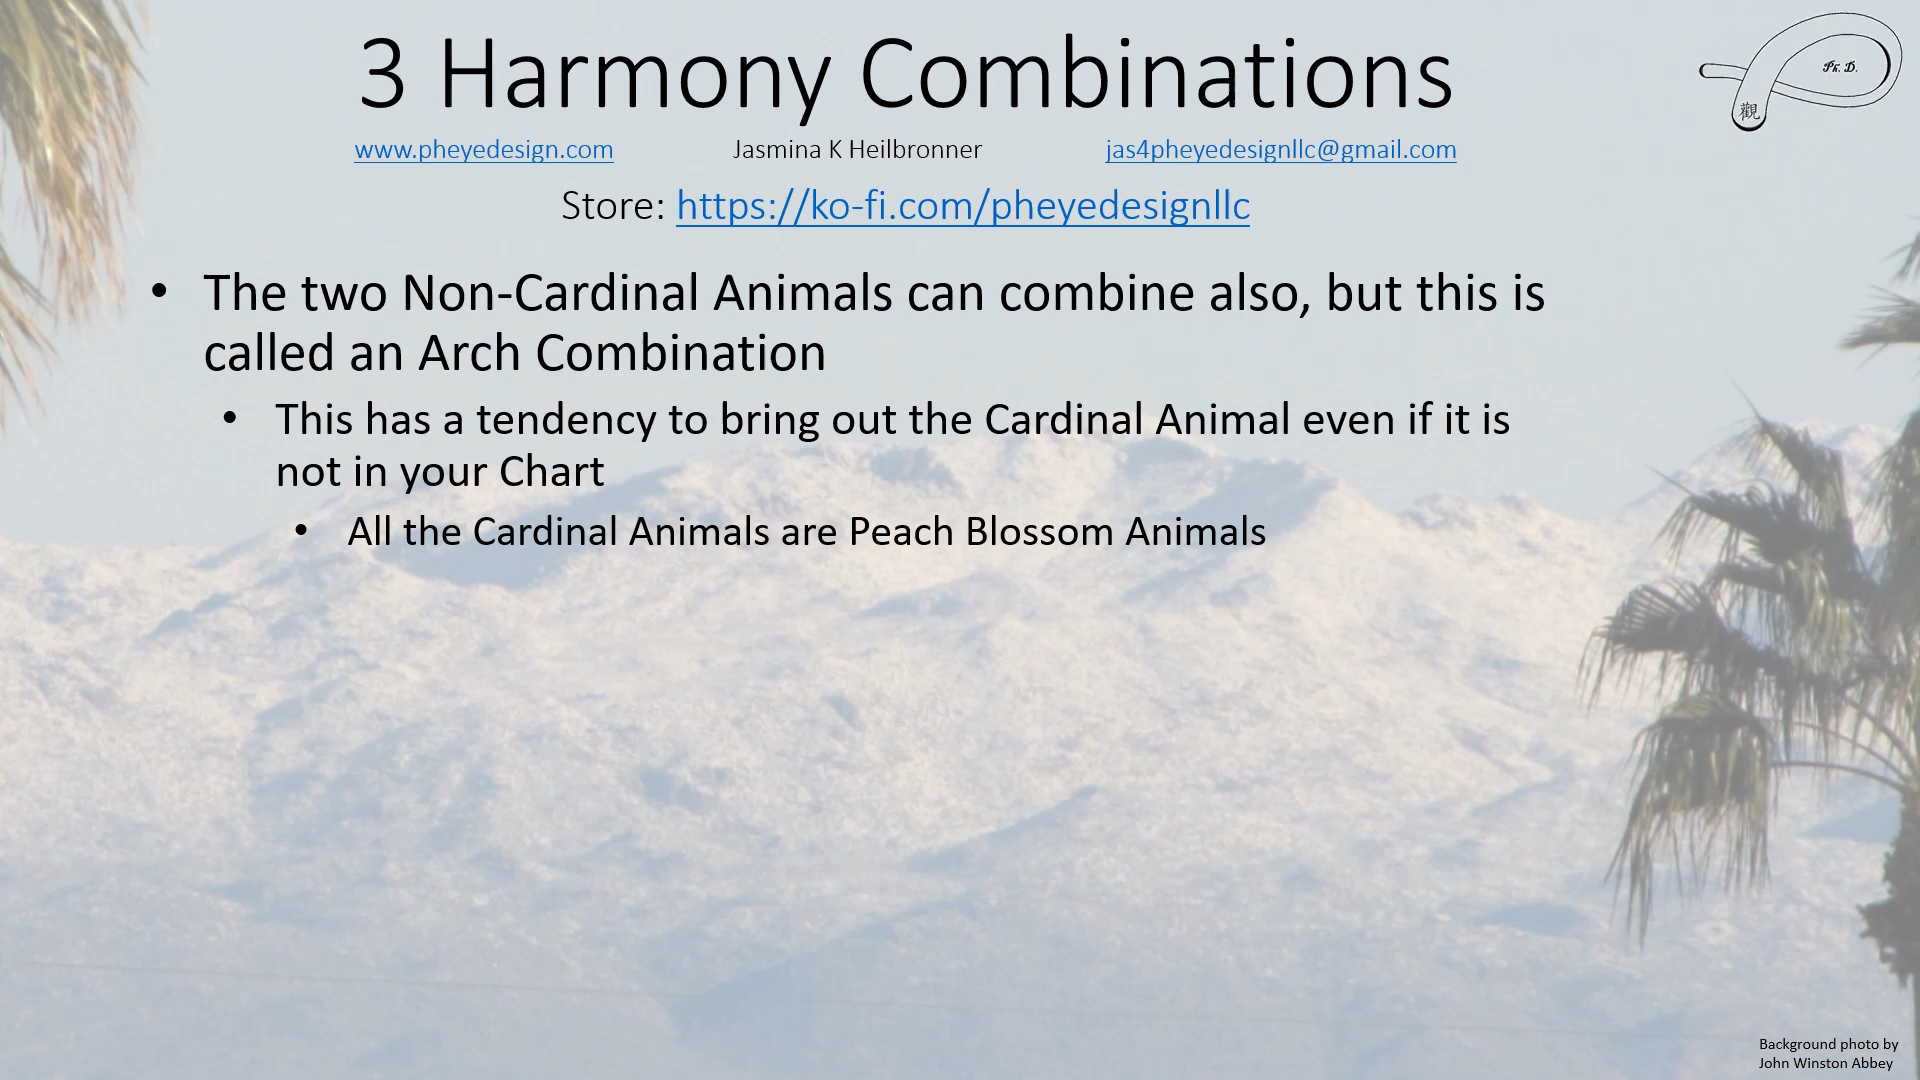 3 Harmony Combinations
www.pheyedesign.com Jasmina K Heilbronner jas4pheyedesignllc@gmail.com
Store: https://ko-fi.com/pheyedesignllc
Ph. D.
觀
• The two Non-Cardinal Animals can combine also, but this is
called an Arch Combination
• This has a tendency to bring out the Cardinal Animal even if it is
not in your Chart
• All the Cardinal Animals are Peach Blossom Animals
Background photo by
John Winston Abbey